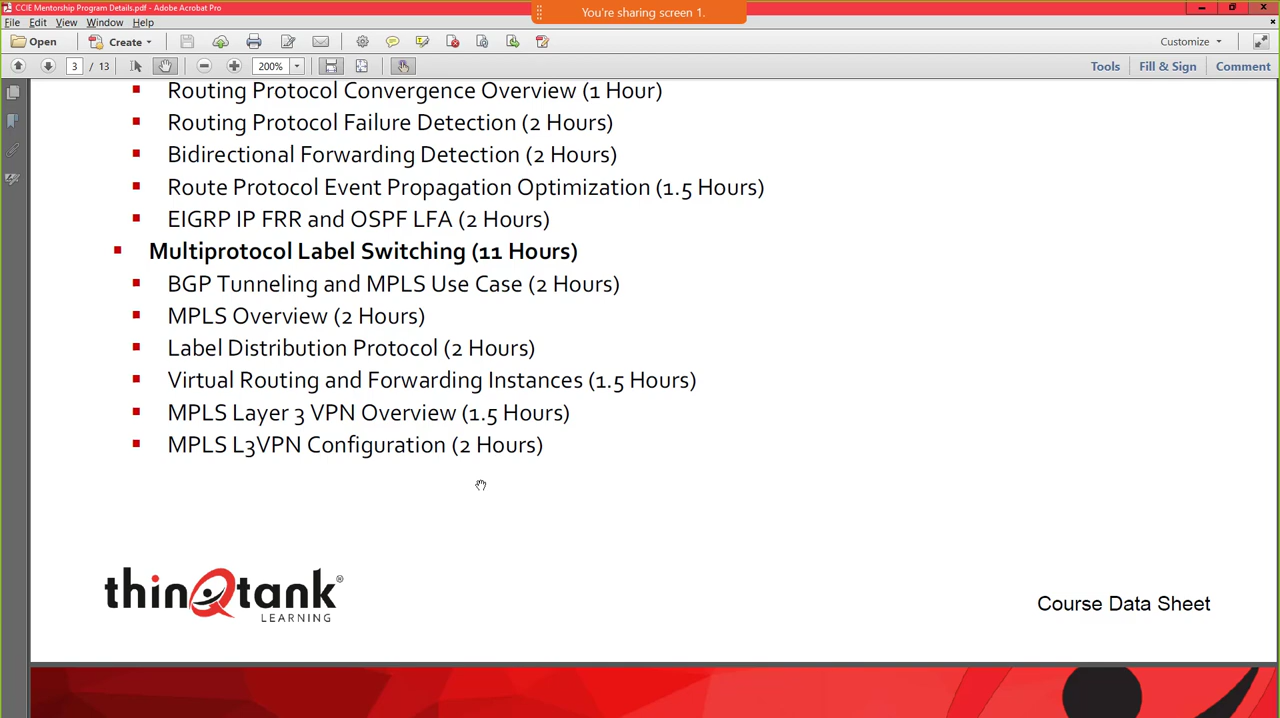 CCIE Mentorship Program Details.pdf - Adobe Acrobat Pro
You're sharing screen 1.
File Edit View Window Help
Open Create Customize
3 / 13 200% Tools Fill & Sign Comment
Routing Protocol Convergence Overview (1 Hour)
Routing Protocol Failure Detection (2 Hours)
Bidirectional Forwarding Detection (2 Hours)
Route Protocol Event Propagation Optimization (1.5 Hours)
EIGRP IP FRR and OSPF LFA (2 Hours)
Multiprotocol Label Switching (11 Hours)
BGP Tunneling and MPLS Use Case (2 Hours)
MPLS Overview (2 Hours)
Label Distribution Protocol (2 Hours)
Virtual Routing and Forwarding Instances (1.5 Hours)
MPLS Layer 3 VPN Overview (1.5 Hours)
MPLS L3VPN Configuration (2 Hours)
thinQtank®
LEARNING
Course Data Sheet